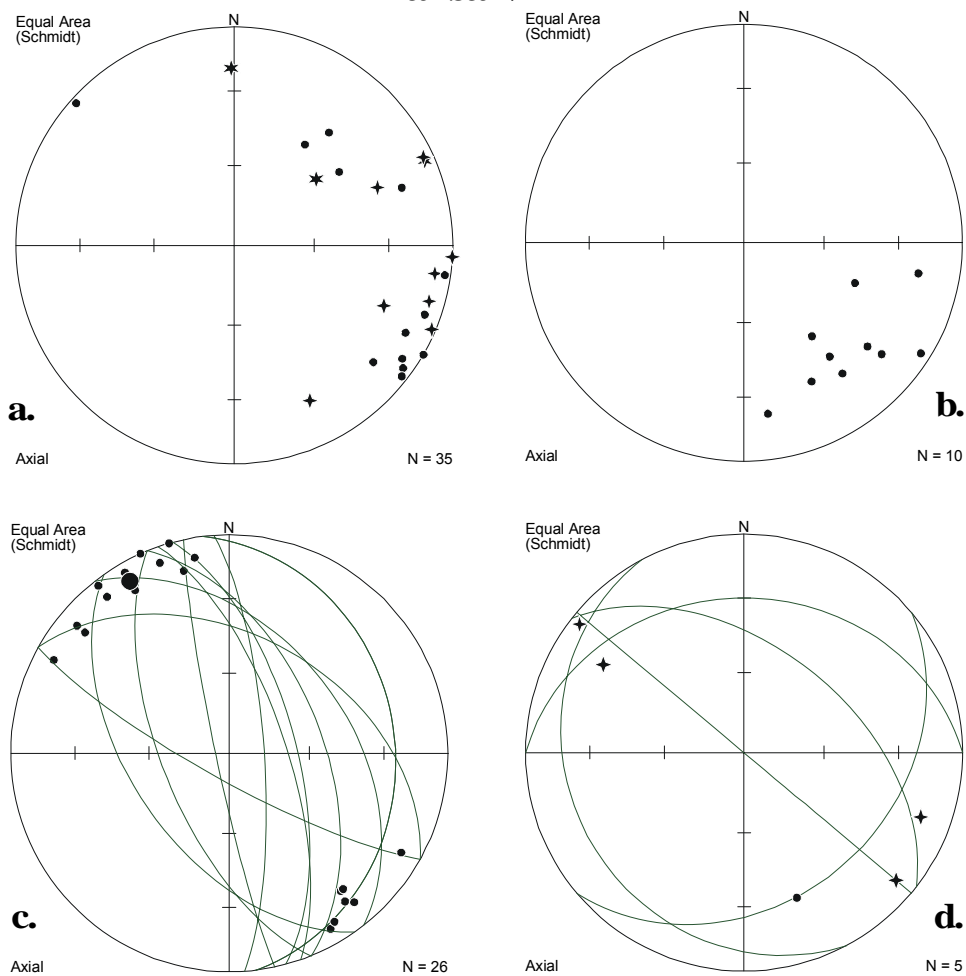 Equal Area
(Schmidt)
N
a.
Axial
N = 35
Equal Area
(Schmidt)
N
b.
Axial
N = 10
Equal Area
(Schmidt)
N
c.
Axial
N = 26
Equal Area
(Schmidt)
N
d.
Axial
N = 5